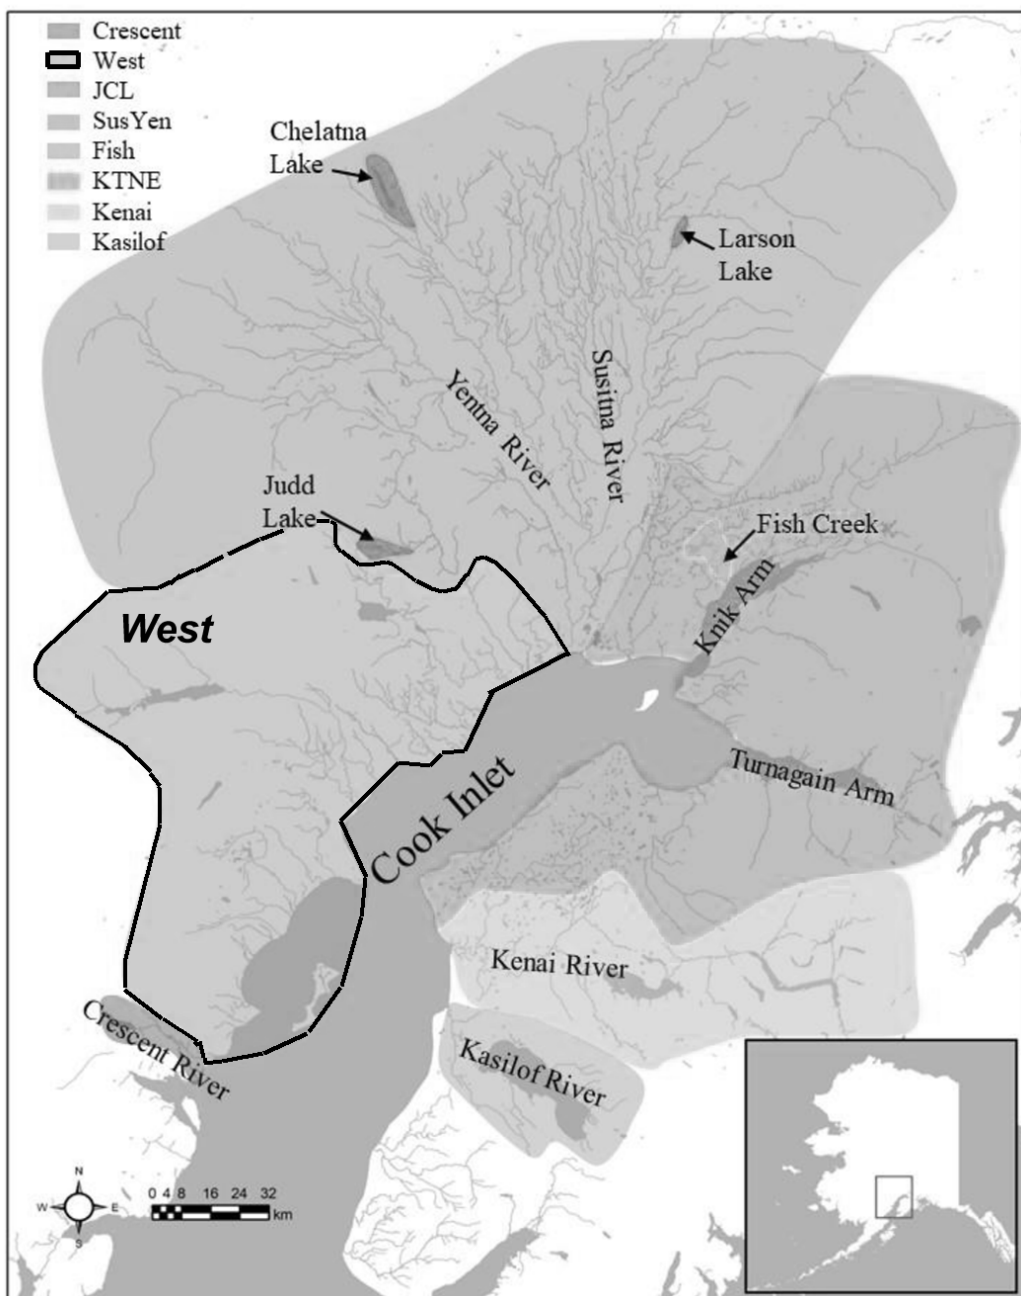 Crescent
West
JCL
SusYen
Fish
KTNE
Kenai
Kasilof
Chelatna
Lake
Larson
Lake
Yentna River
Susitna River
Judd
Lake
Fish Creek
Knik Arm
West
Turnagain Arm
Cook Inlet
Kenai River
Crescent River
Kasilof River
N
W E
S
0 4 8 16 24 32
km